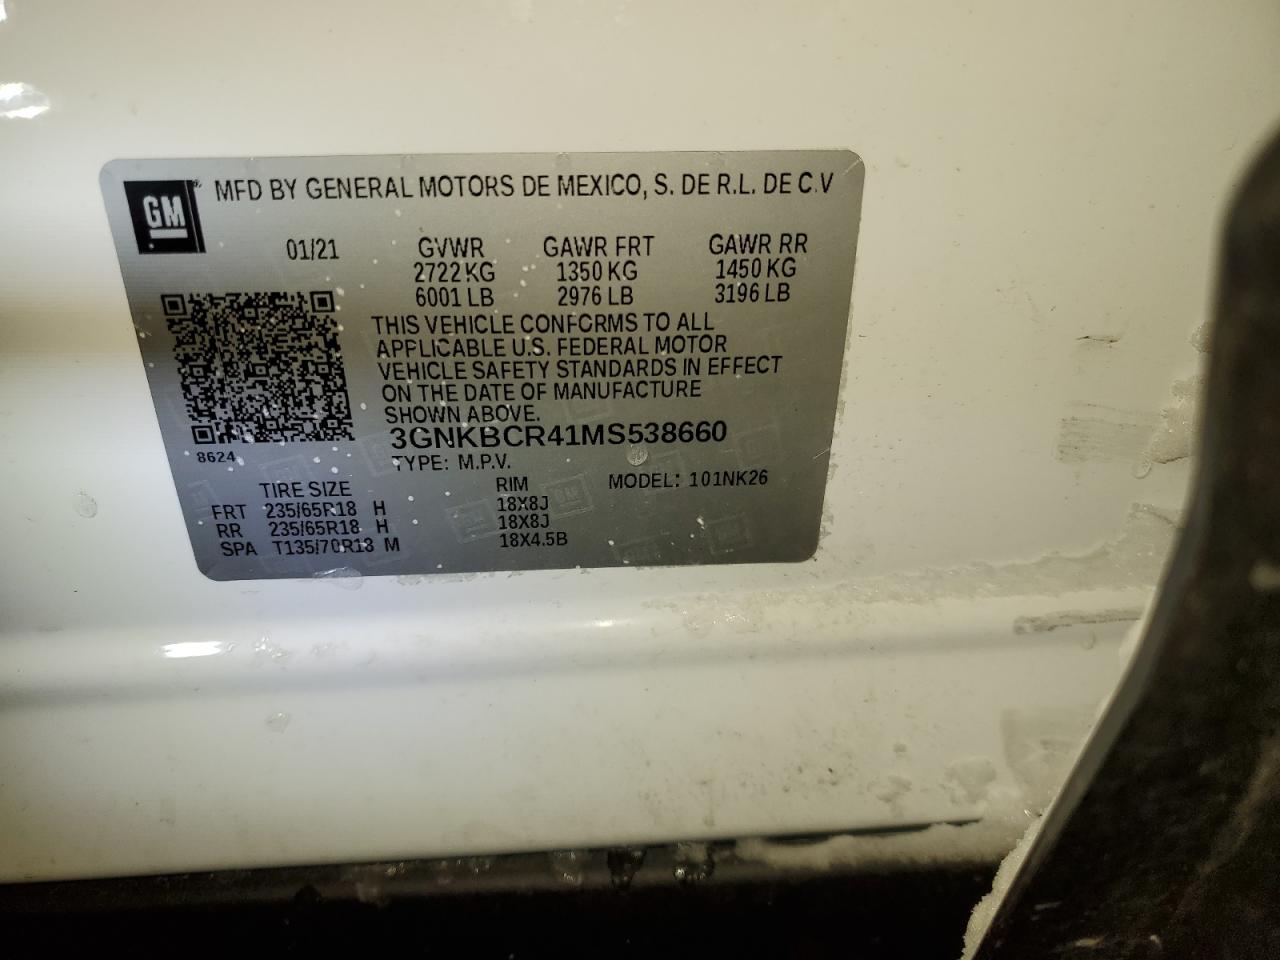 GM
MFD BY GENERAL MOTORS DE MEXICO, S. DE R.L. DE C.V
01/21 GVWR GAWR FRT GAWR RR
2722 KG 1350 KG 1450 KG
6001 LB 2976 LB 3196 LB
THIS VEHICLE CONFORMS TO ALL
APPLICABLE U.S. FEDERAL MOTOR
VEHICLE SAFETY STANDARDS IN EFFECT
ON THE DATE OF MANUFACTURE
SHOWN ABOVE.
3GNKBCR41MS538660
8624
TYPE: M.P.V.
TIRE SIZE RIM MODEL: 101NK26
FRT 235/65R18 H 18X8J
RR 235/65R18 H 18X8J
SPA T135/70R18 M 18X4.5B